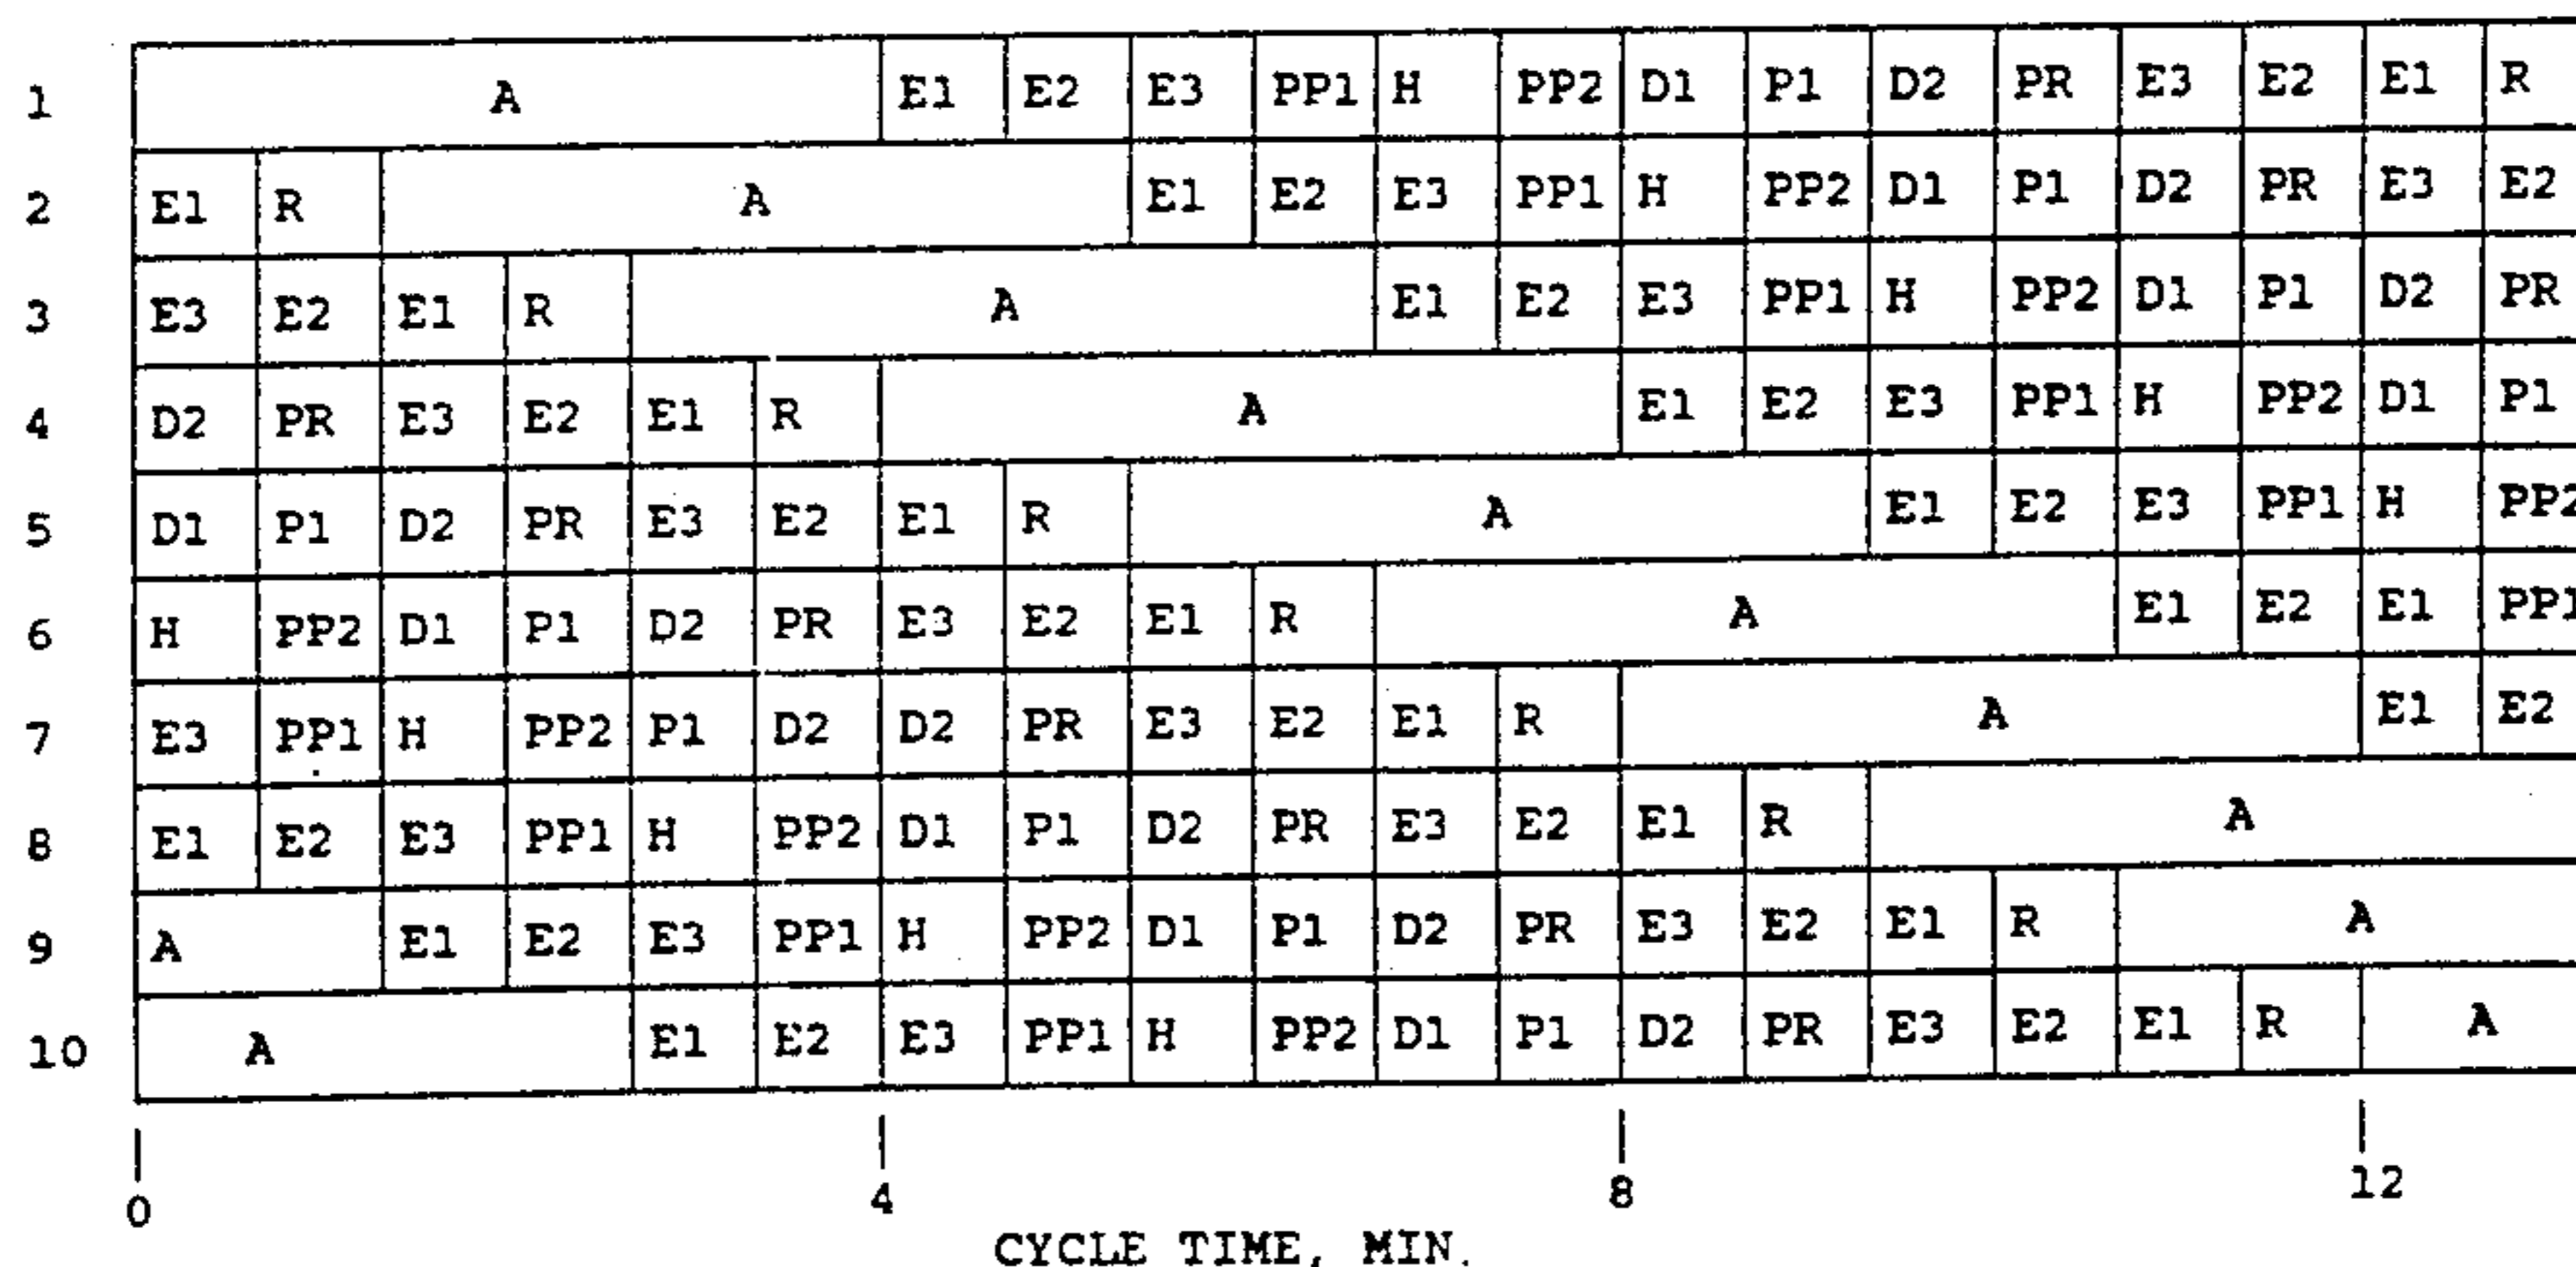 1 A E1 E2 E3 PP1 H PP2 D1 P1 D2 PR E3 E2 E1 R
2 E1 R A E1 E2 E3 PP1 H PP2 D1 P1 D2 PR E3 E2
3 E3 E2 E1 R A E1 E2 E3 PP1 H PP2 D1 P1 D2 PR
4 D2 PR E3 E2 E1 R A E1 E2 E3 PP1 H PP2 D1 P1
5 D1 P1 D2 PR E3 E2 E1 R A E1 E2 E3 PP1 H PP2
6 H PP2 D1 P1 D2 PR E3 E2 E1 R A E1 E2 E1 PP1
7 E3 PP1 H PP2 P1 D2 D2 PR E3 E2 E1 R A E1 E2
8 E1 E2 E3 PP1 H PP2 D1 P1 D2 PR E3 E2 E1 R A
9 A E1 E2 E3 PP1 H PP2 D1 P1 D2 PR E3 E2 E1 R A
10 A E1 E2 E3 PP1 H PP2 D1 P1 D2 PR E3 E2 E1 R A
0 4 8 12
CYCLE TIME, MIN.